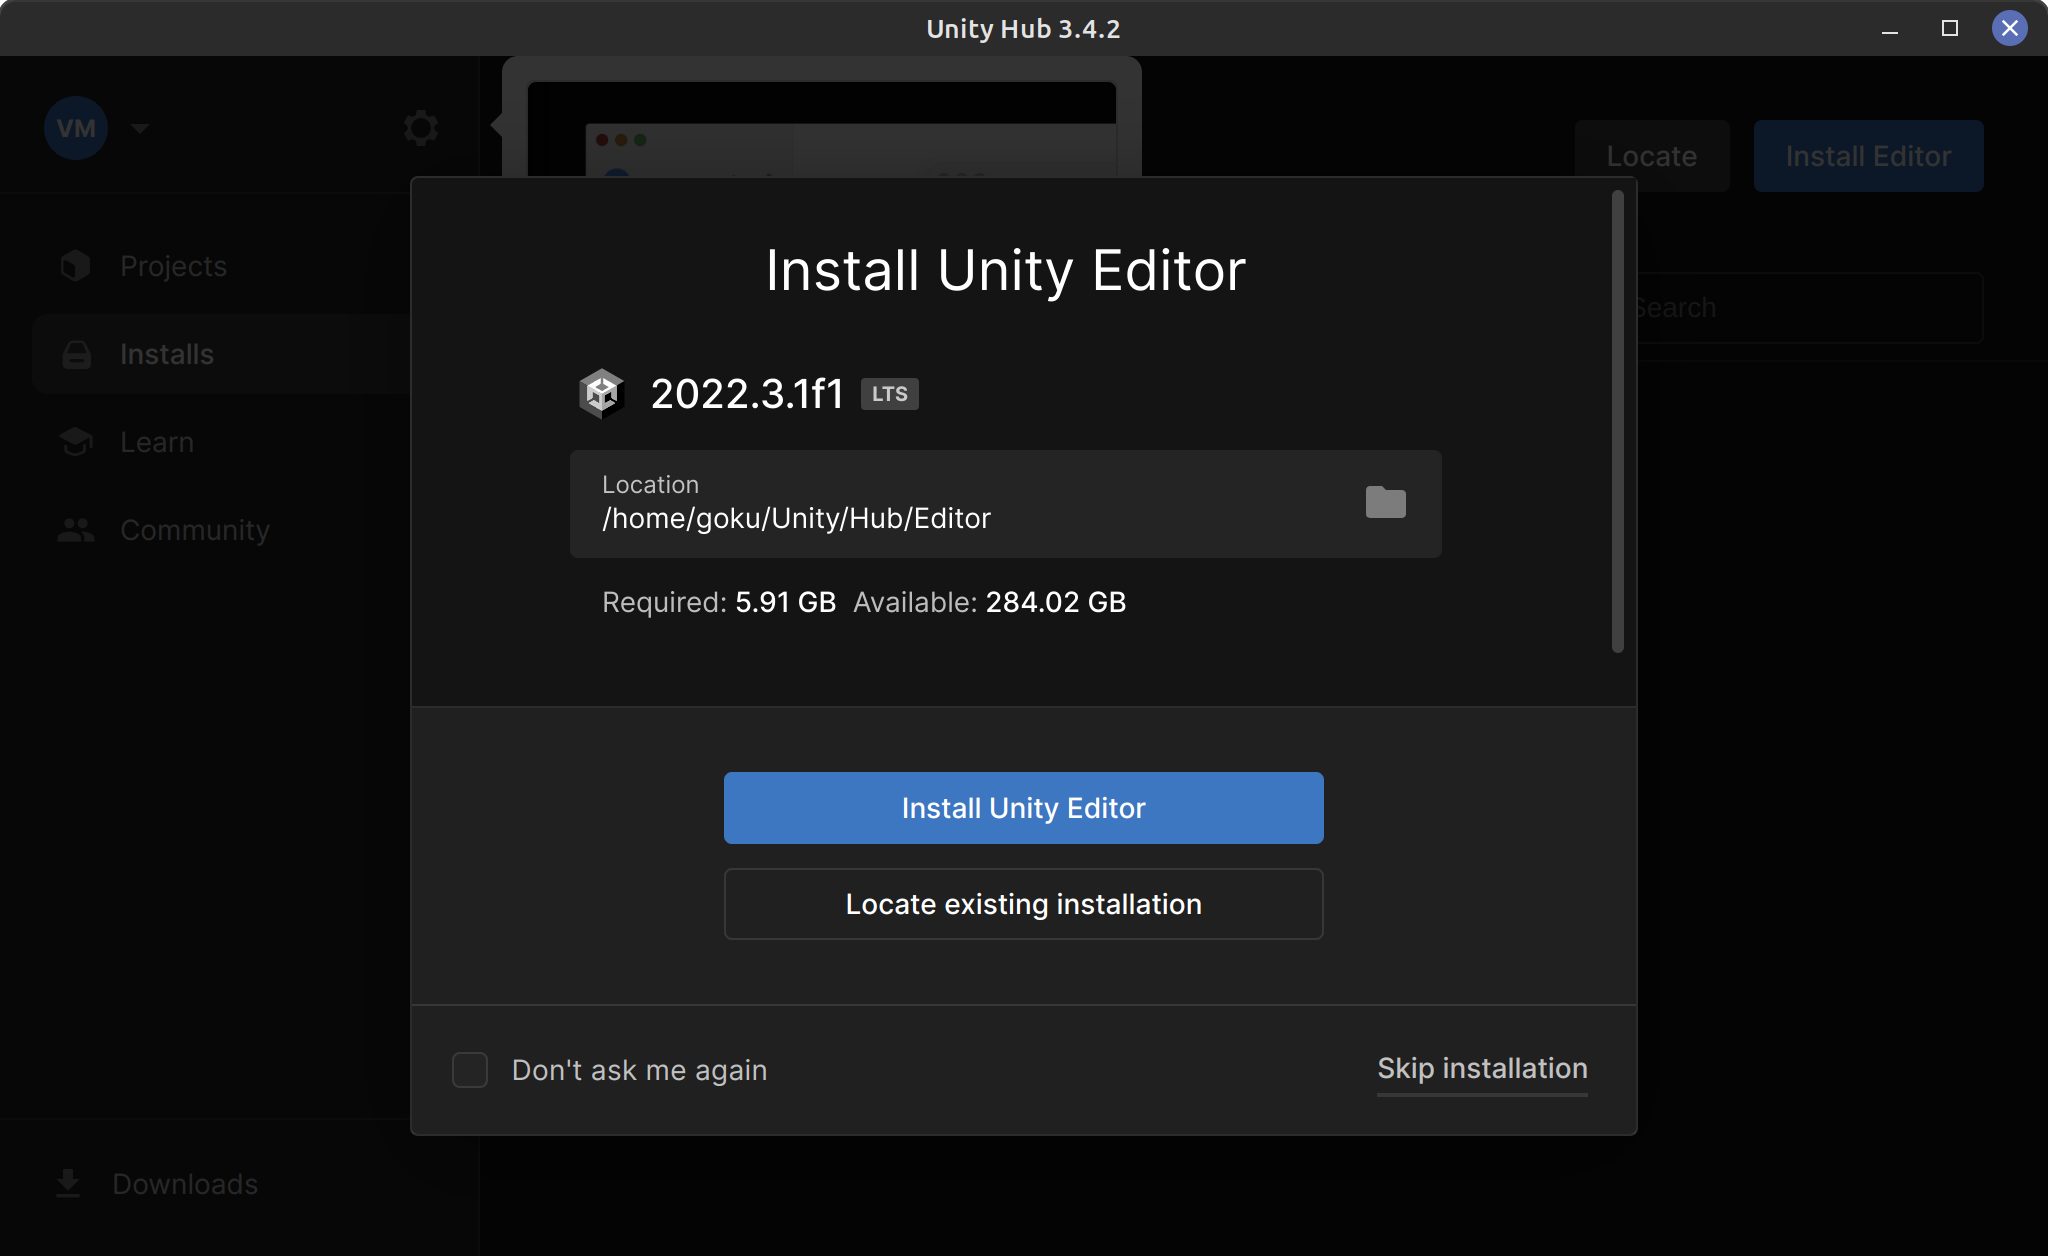 Unity Hub 3.4.2
VM
Locate
Install Editor
Projects
Installs
Learn
Community
Downloads
Search
Install Unity Editor
2022.3.1f1 LTS
Location
/home/goku/Unity/Hub/Editor
Required: 5.91 GB Available: 284.02 GB
Install Unity Editor
Locate existing installation
Don't ask me again
Skip installation